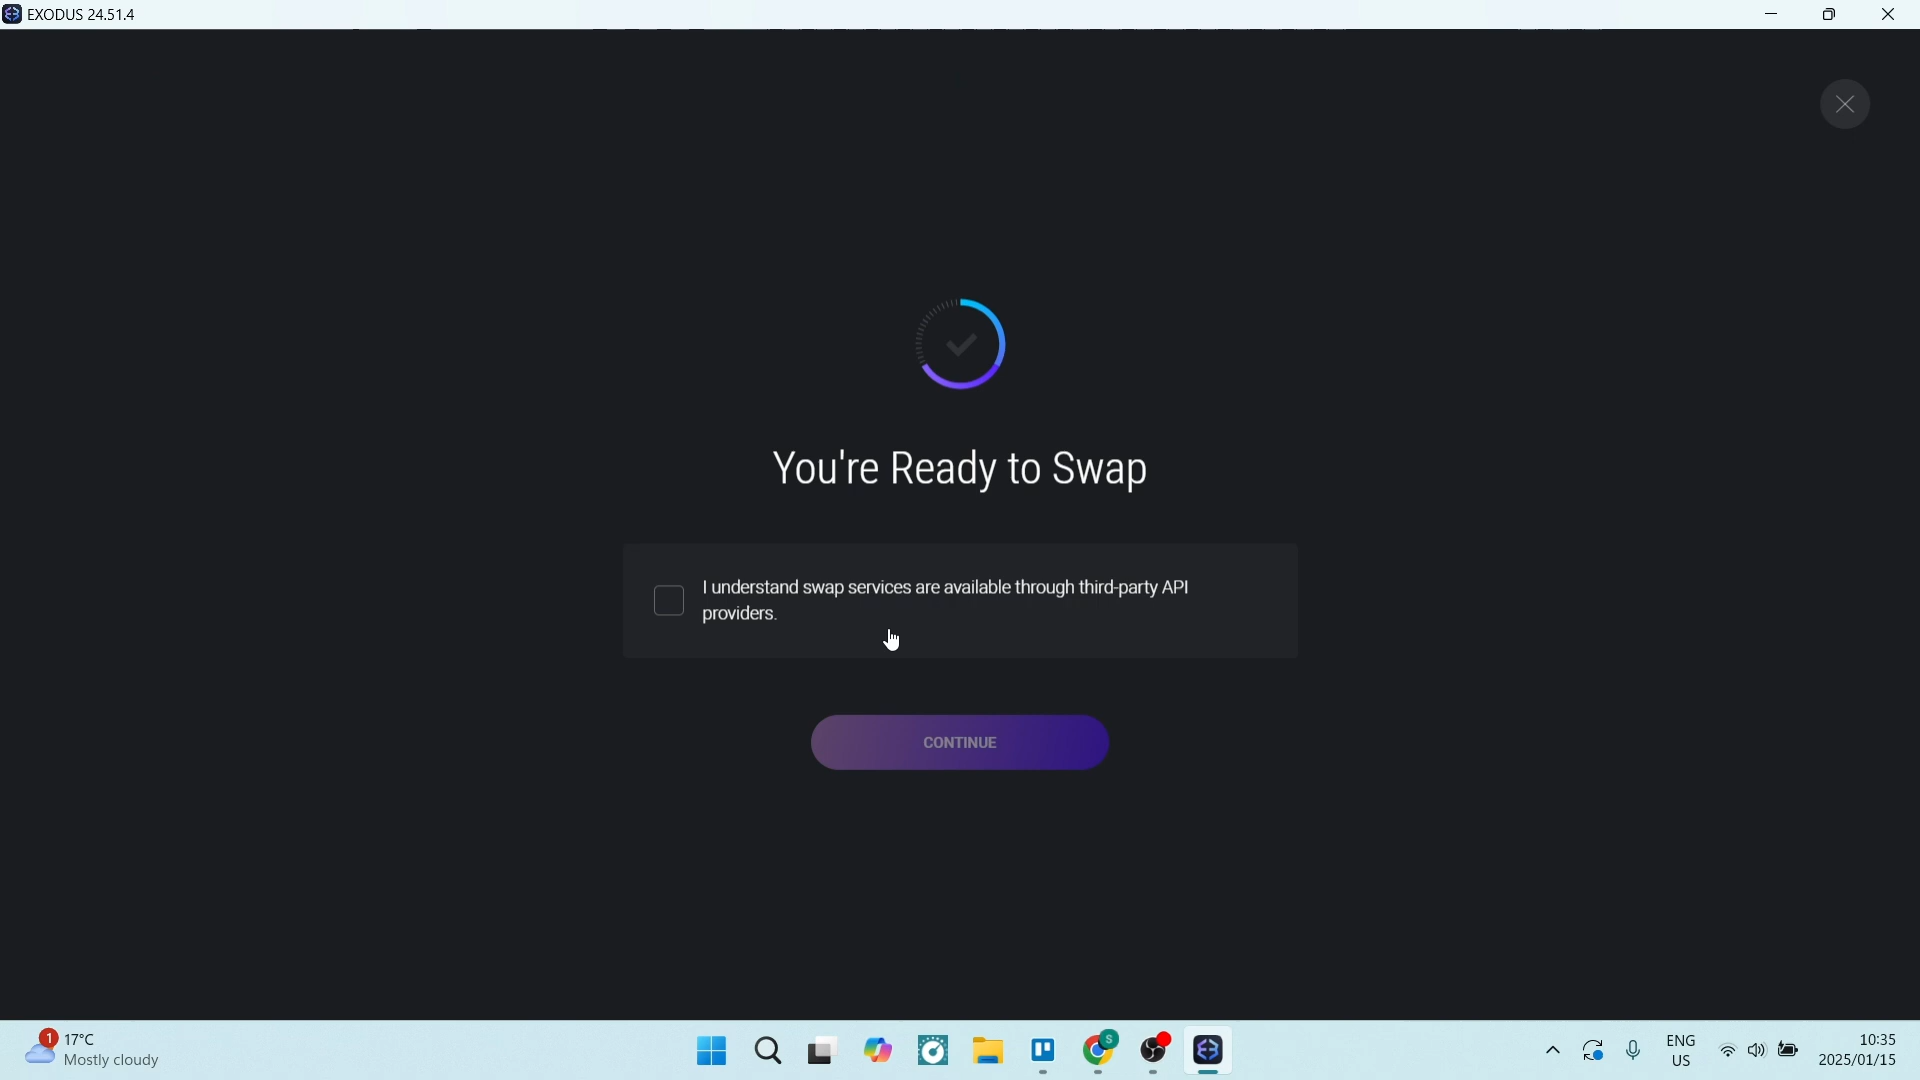 EXODUS 24.51.4
You're Ready to Swap
I understand swap services are available through third-party API
providers.
CONTINUE
1
17°C
Mostly cloudy
S
ENG
US
10:35
2025/01/15